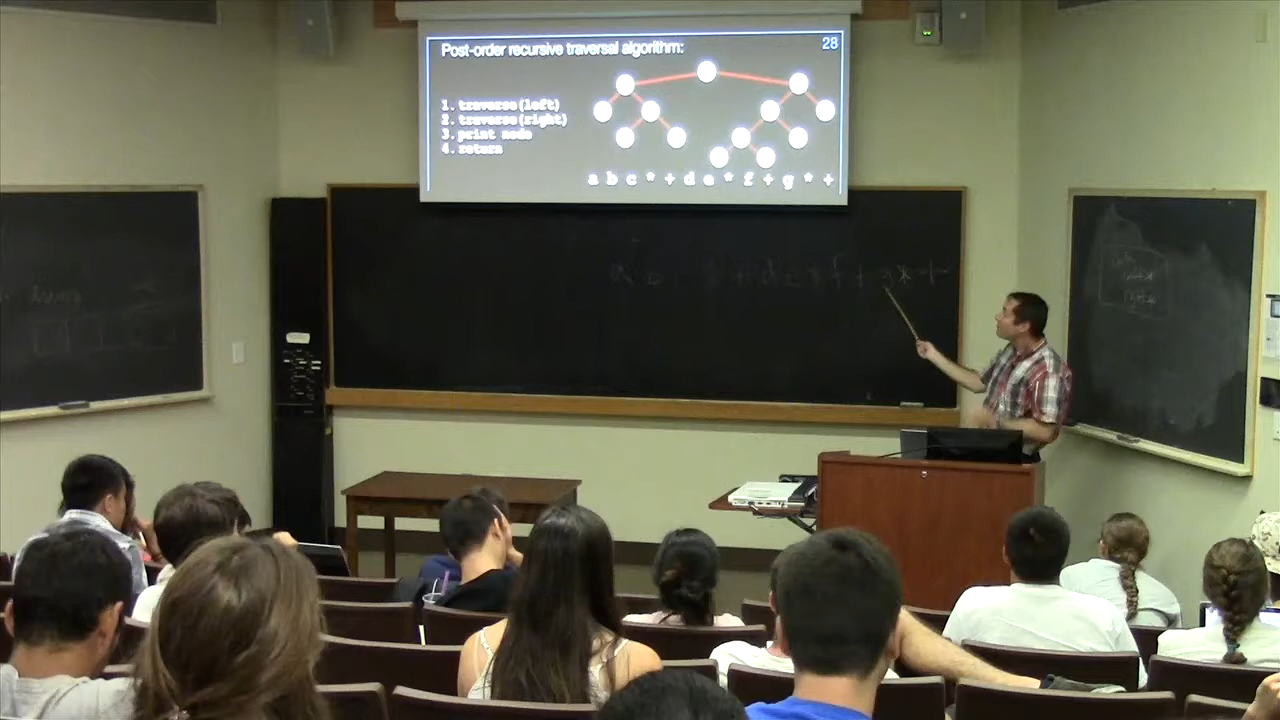 Post-order recursive traversal algorithm:
28
1. traverse(left)
2. traverse(right)
3. print node
4. return
a b c * + d e * f + g * +
d e * f + g * +